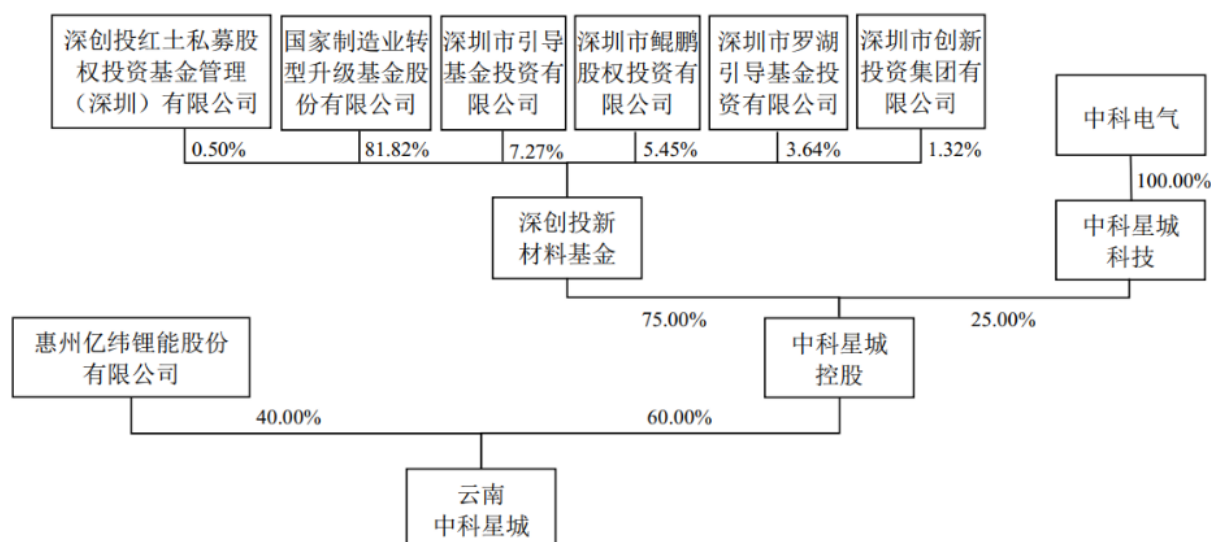 深创投红土私募股
权投资基金管理
（深圳）有限公司
国家制造业转
型升级基金股
份有限公司
深圳市引导
基金投资有
限公司
深圳市鲲鹏
股权投资有
限公司
深圳市罗湖
引导基金投
资有限公司
深圳市创新
投资集团有
限公司
中科电气
0.50%
81.82%
7.27%
5.45%
3.64%
1.32%
100.00%
深创投新
材料基金
中科星城
科技
75.00%
25.00%
惠州亿纬锂能股份
有限公司
中科星城
控股
40.00%
60.00%
云南
中科星城